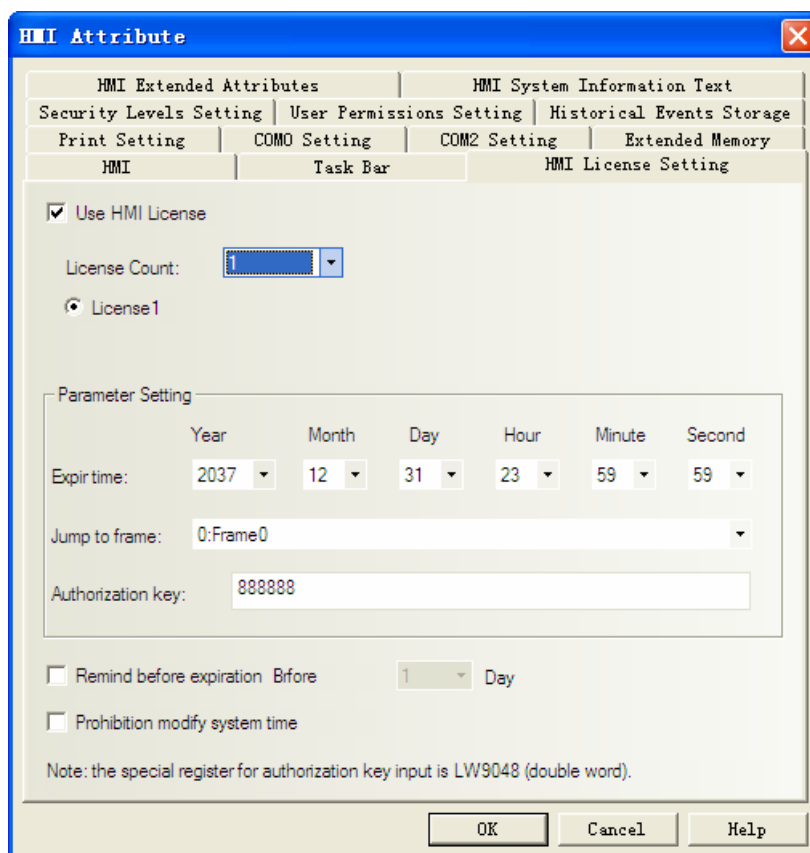 HMI Attribute
HMI Extended Attributes HMI System Information Text
Security Levels Setting User Permissions Setting Historical Events Storage
Print Setting COM0 Setting COM2 Setting Extended Memory
HMI Task Bar HMI License Setting
Use HMI License
License Count: 1
License1
Parameter Setting
Year Month Day Hour Minute Second
Expir time: 2037 12 31 23 59 59
Jump to frame: 0:Frame0
Authorization key: 888888
Remind before expiration Brfore 1 Day
Prohibition modify system time
Note: the special register for authorization key input is LW9048 (double word).
OK Cancel Help